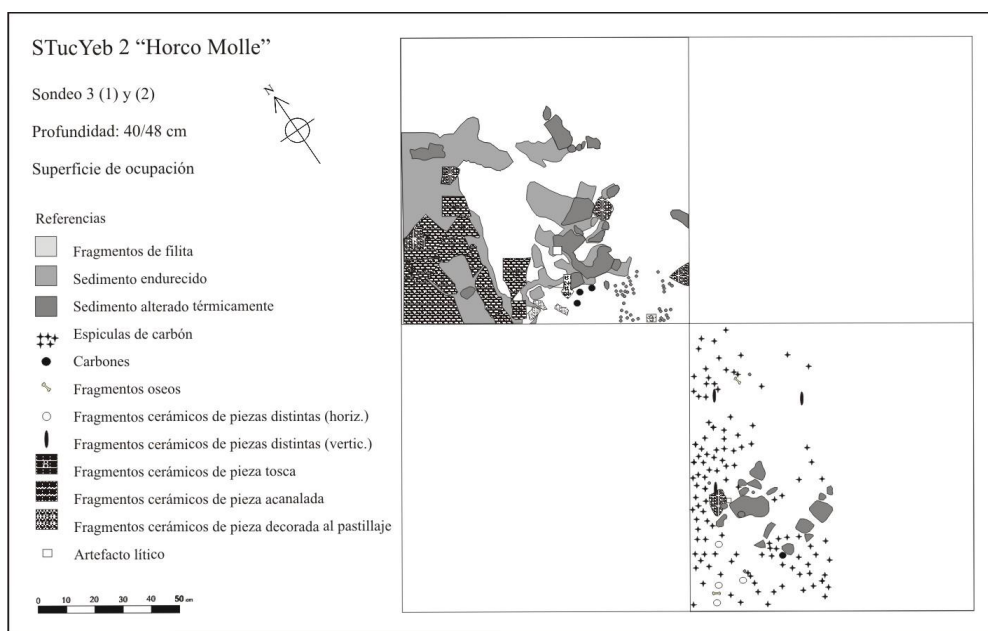 STucYeb 2 “Horco Molle”
Sondeo 3 (1) y (2)
Profundidad: 40/48 cm
Superficie de ocupación
N
Referencias
Fragmentos de filita
Sedimento endurecido
Sedimento alterado térmicamente
Espiculas de carbón
Carbones
Fragmentos oseos
Fragmentos cerámicos de piezas distintas (horiz.)
Fragmentos cerámicos de piezas distintas (vertic.)
Fragmentos cerámicos de pieza tosca
Fragmentos cerámicos de pieza acanalada
Fragmentos cerámicos de pieza decorada al pastillaje
Artefacto lítico
0 10 20 30 40 50 cm